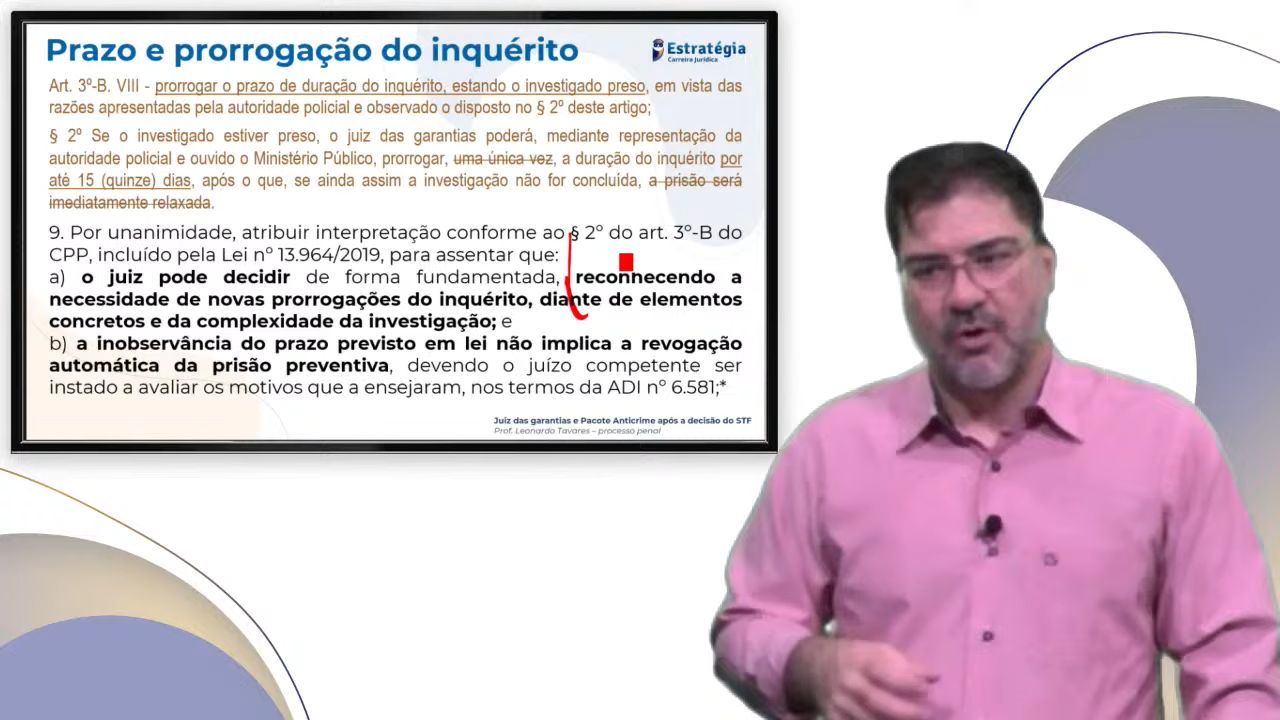 Prazo e prorrogação do inquérito
Estratégia
Carreira Jurídica
Art. 3º-B. VIII - prorrogar o prazo de duração do inquérito, estando o investigado preso, em vista das
razões apresentadas pela autoridade policial e observado o disposto no § 2º deste artigo;
§ 2º Se o investigado estiver preso, o juiz das garantias poderá, mediante representação da
autoridade policial e ouvido o Ministério Público, prorrogar, uma única vez, a duração do inquérito por
até 15 (quinze) dias, após o que, se ainda assim a investigação não for concluída, a prisão será
imediatamente relaxada.
9. Por unanimidade, atribuir interpretação conforme ao § 2º do art. 3º-B do
CPP, incluído pela Lei nº 13.964/2019, para assentar que:
a) o juiz pode decidir de forma fundamentada, reconhecendo a
necessidade de novas prorrogações do inquérito, diante de elementos
concretos e da complexidade da investigação; e
b) a inobservância do prazo previsto em lei não implica a revogação
automática da prisão preventiva, devendo o juízo competente ser
instado a avaliar os motivos que a ensejaram, nos termos da ADI nº 6.581;*
Juiz das garantias e Pacote Anticrime após a decisão do STF
Prof. Leonardo Tavares – processo penal